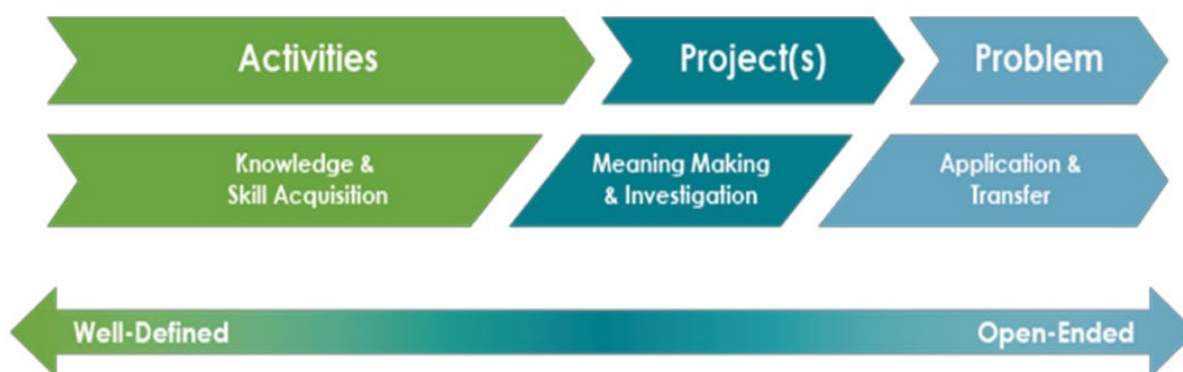 Activities
Project(s)
Problem
Knowledge &
Skill Acquisition
Meaning Making
& Investigation
Application &
Transfer
Well-Defined
Open-Ended